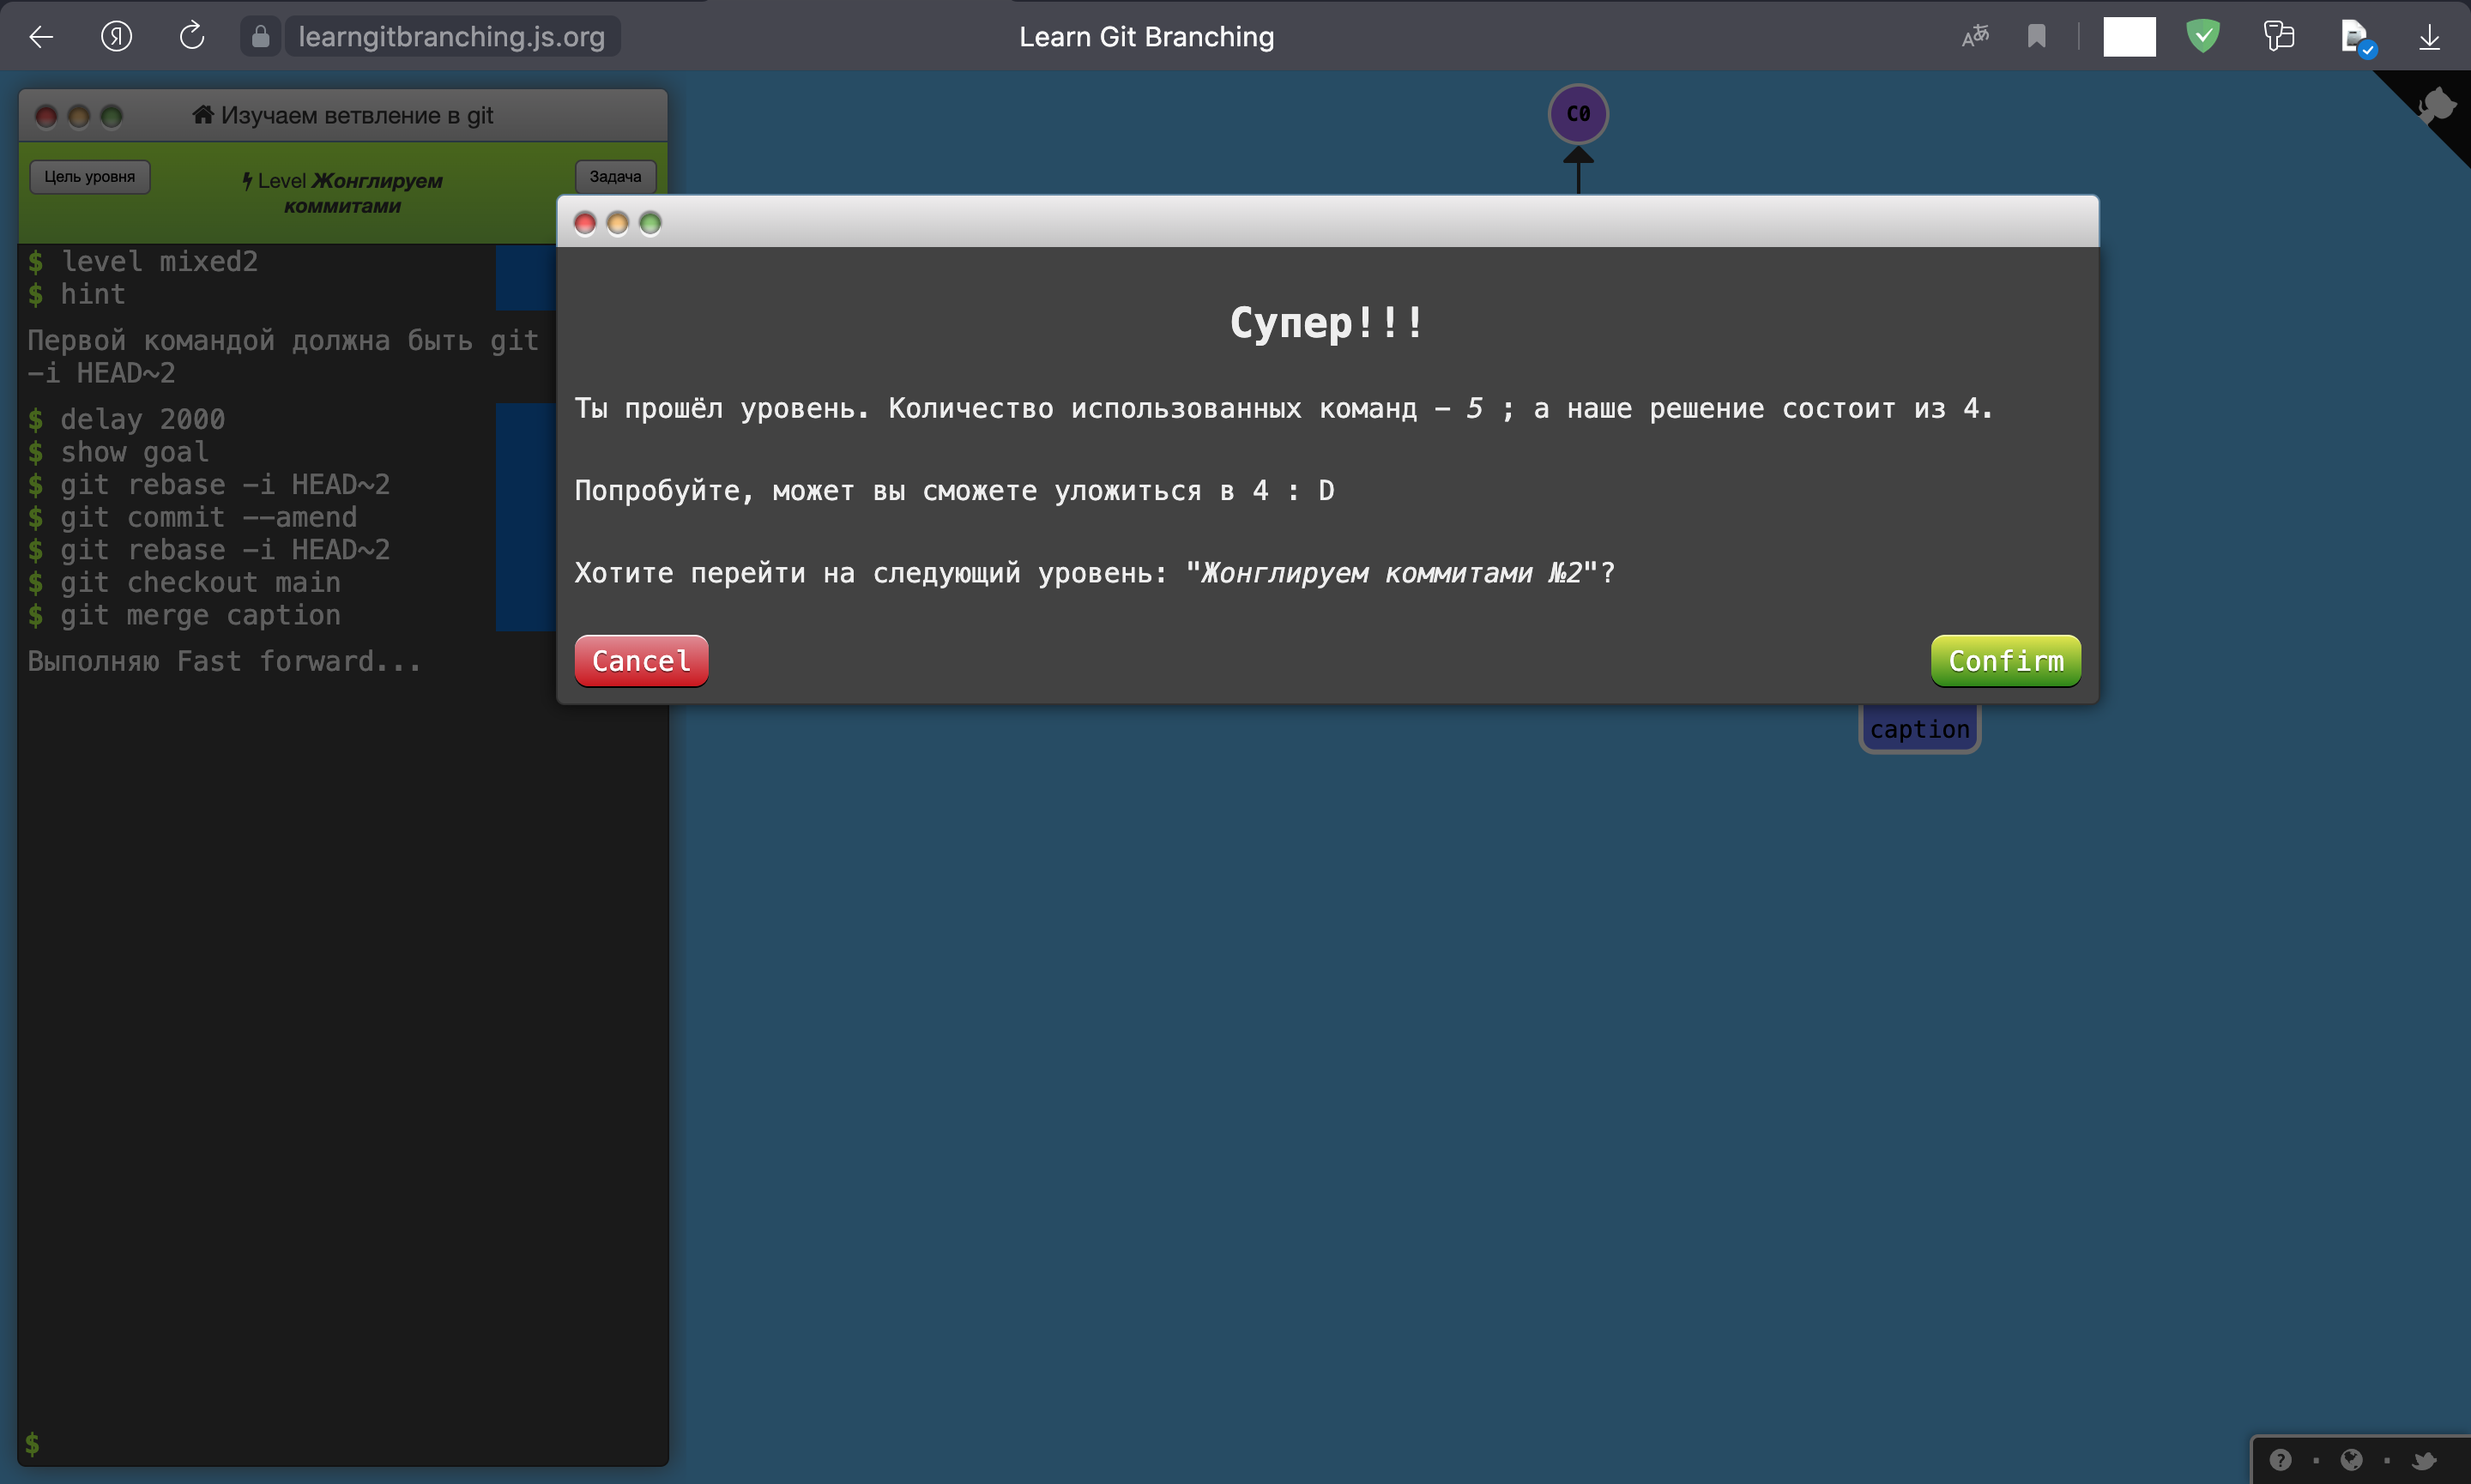 Я learngitbranching.js.org Learn Git Branching
Изучаем ветвление в git
Цель уровня Level Жонглируем Задача
коммитами
$ level mixed2
$ hint
Первой командой должна быть git
-i HEAD~2
$ delay 2000
$ show goal
$ git rebase -i HEAD~2
$ git commit --amend
$ git rebase -i HEAD~2
$ git checkout main
$ git merge caption
Выполняю Fast forward...
$
C0
Супер!!!
Ты прошёл уровень. Количество использованных команд - 5 ; а наше решение состоит из 4.
Попробуйте, может вы сможете уложиться в 4 : D
Хотите перейти на следующий уровень: "Жонглируем коммитами №2"?
Cancel Confirm
caption
?